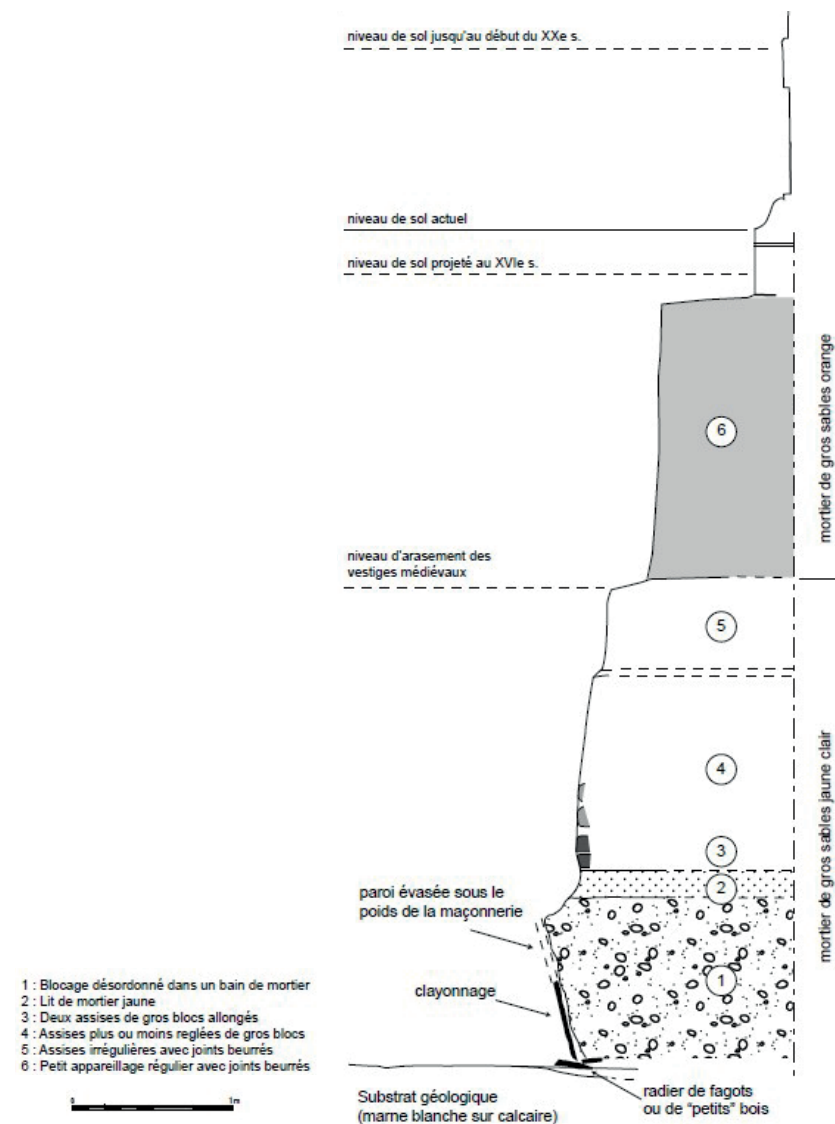 niveau de sol jusqu'au début du XXe s.
niveau de sol actuel
niveau de sol projeté au XVIe s.
mortier de gros sables orange
6
niveau d'arasement des
vestiges médiévaux
5
4
3
2
1
mortier de gros sables jaune clair
paroi évasée sous le
poids de la maçonnerie
clayonnage
1 : Blocage désordonné dans un bain de mortier
2 : Lit de mortier jaune
3 : Deux assises de gros blocs allongés
4 : Assises plus ou moins reglées de gros blocs
5 : Assises irrégulières avec joints beurrés
6 : Petit appareillage régulier avec joints beurrés
0 1m
Substrat géologique
(marne blanche sur calcaire)
radier de fagots
ou de "petits" bois